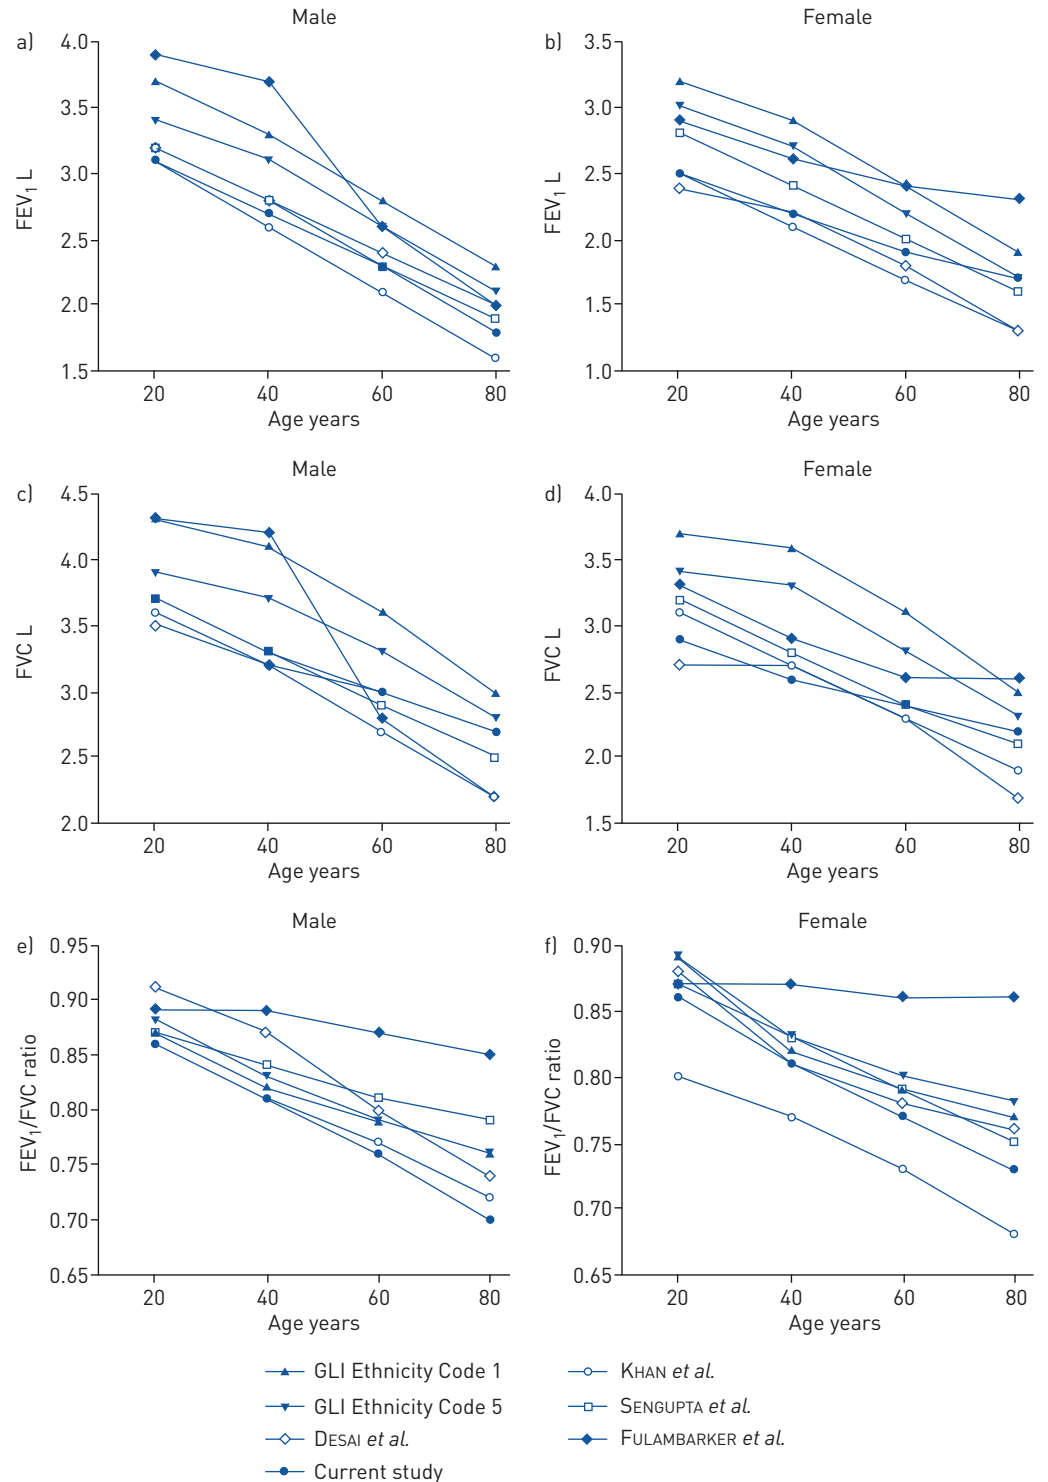 Male Female
a) b)
FEV1 L
4.0
3.5
3.0
2.5
2.0
1.5
20 40 60 80
Age years
FEV1 L
3.5
3.0
2.5
2.0
1.5
1.0
20 40 60 80
Age years
Male Female
c) d)
FVC L
4.5
4.0
3.5
3.0
2.5
2.0
20 40 60 80
Age years
FVC L
4.0
3.5
3.0
2.5
2.0
1.5
20 40 60 80
Age years
Male Female
e) f)
FEV1/FVC ratio
0.95
0.90
0.85
0.80
0.75
0.70
0.65
20 40 60 80
Age years
FEV1/FVC ratio
0.90
0.85
0.80
0.75
0.70
0.65
20 40 60 80
Age years
GLI Ethnicity Code 1
GLI Ethnicity Code 5
DESAI et al.
Current study
KHAN et al.
SENGUPTA et al.
FULAMBARKER et al.